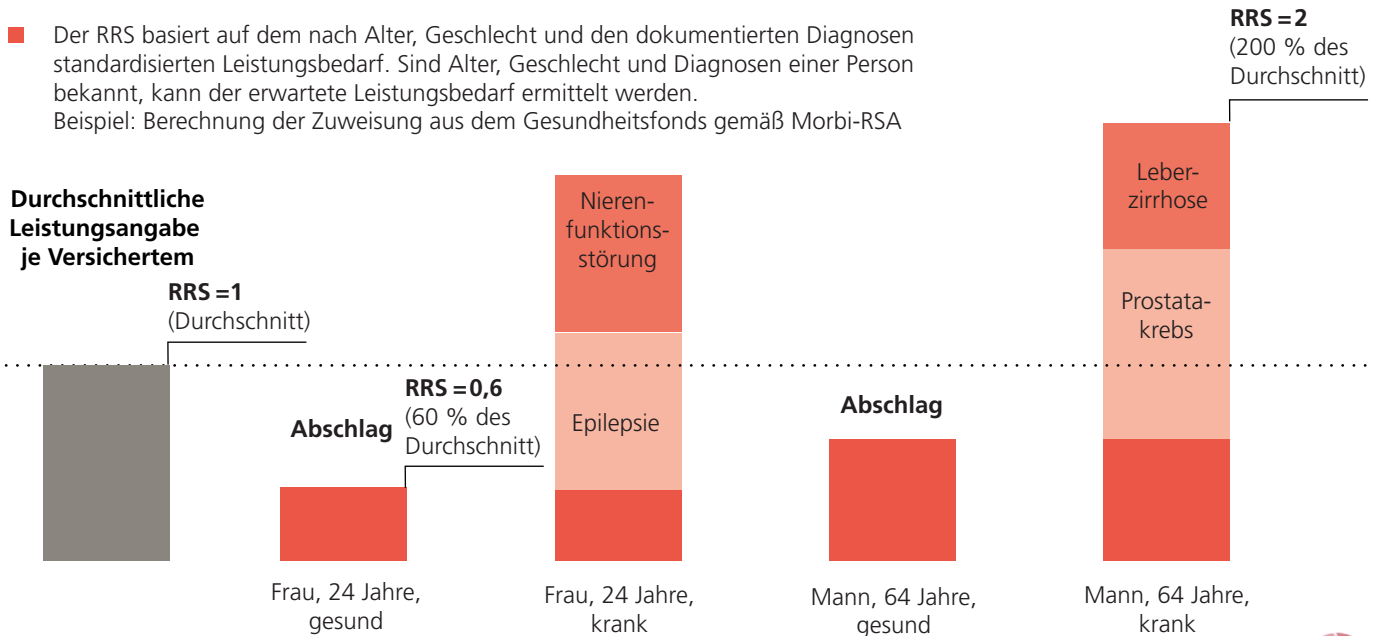 Der RRS basiert auf dem nach Alter, Geschlecht und den dokumentierten Diagnosen
standardisierten Leistungsbedarf. Sind Alter, Geschlecht und Diagnosen einer Person
bekannt, kann der erwartete Leistungsbedarf ermittelt werden.
Beispiel: Berechnung der Zuweisung aus dem Gesundheitsfonds gemäß Morbi-RSA
RRS = 2
(200 % des
Durchschnitt)
Durchschnittliche
Leistungsangabe
je Versichertem
RRS = 1
(Durchschnitt)
Abschlag
RRS = 0,6
(60 % des
Durchschnitt)
Nieren-
funktions-
störung
Epilepsie
Abschlag
Leber-
zirrhose
Prostata-
krebs
Frau, 24 Jahre,
gesund
Frau, 24 Jahre,
krank
Mann, 64 Jahre,
gesund
Mann, 64 Jahre,
krank